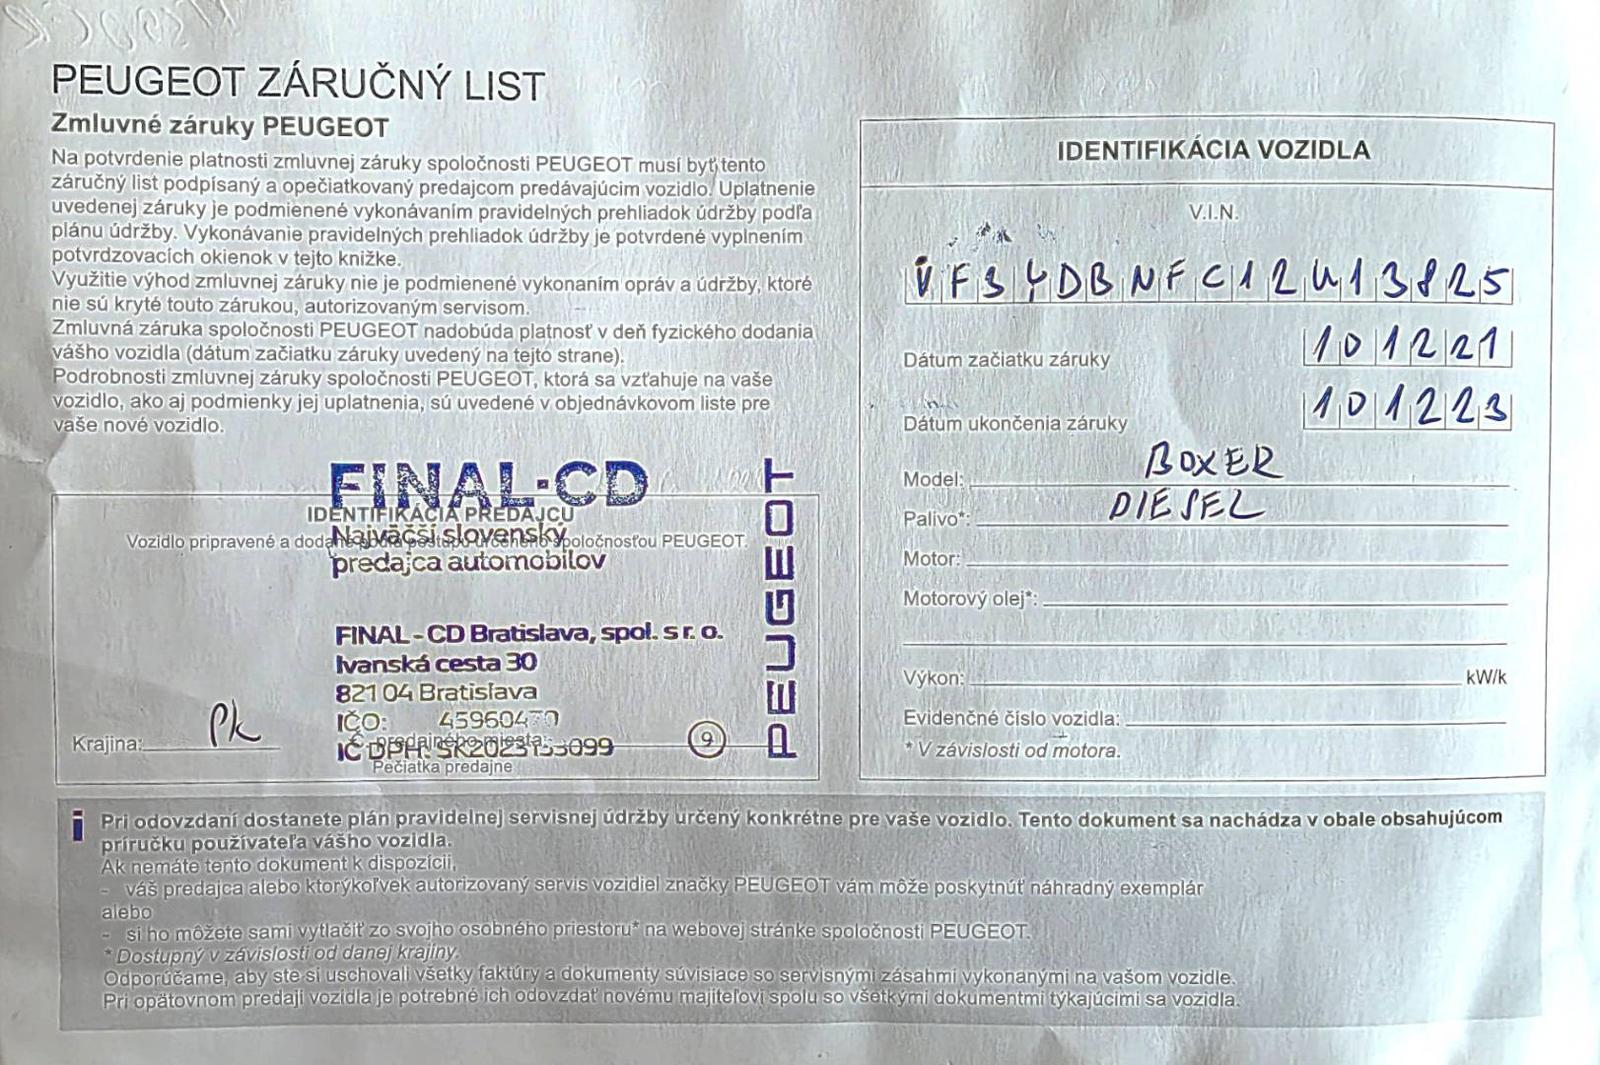 PEUGEOT ZÁRUČNÝ LIST
Zmluvné záruky PEUGEOT
Na potvrdenie platnosti zmluvnej záruky spoločnosti PEUGEOT musí byť tento
záručný list podpísaný a opečiatkovaný predajcom predávajúcim vozidlo. Uplatnenie
uvedenej záruky je podmienené vykonávaním pravidelných prehliadok údržby podľa
plánu údržby. Vykonávanie pravidelných prehliadok údržby je potvrdené vyplnením
potvrdzovacích okienok v tejto knižke.
Využitie výhod zmluvnej záruky nie je podmienené vykonaním opráv a údržby, ktoré
nie sú kryté touto zárukou, autorizovaným servisom.
Zmluvná záruka spoločnosti PEUGEOT nadobúda platnosť v deň fyzického dodania
vášho vozidla (dátum začiatku záruky uvedený na tejto strane).
Podrobnosti zmluvnej záruky spoločnosti PEUGEOT, ktorá sa vzťahuje na vaše
vozidlo, ako aj podmienky jej uplatnenia, sú uvedené v objednávkovom liste pre
vaše nové vozidlo.
FINAL-CD
IDENTIFIKÁCIA PREDAJCU
Vozidlo pripravené a spoločnosťou PEUGEOT.
Najväčší slovenský
predajca automobilov
FINAL - CD Bratislava, spol. s r. o.
Ivanská cesta 30
821 04 Bratislava
IČO:
IČ DPH: predajného miesta:
9
Krajina: Pk
Pečiatka predajne
PEUGEOT
IDENTIFIKÁCIA VOZIDLA
V.I.N.
VF3YDBNFC12U13825
Dátum začiatku záruky 101221
Dátum ukončenia záruky 101223
Model: BOXER
Palivo*: DIESEL
Motor:
Motorový olej*:
Výkon: kW/k
Evidenčné číslo vozidla:
* V závislosti od motora.
i Pri odovzdaní dostanete plán pravidelnej servisnej údržby určený konkrétne pre vaše vozidlo. Tento dokument sa nachádza v obale obsahujúcom
príručku používateľa vášho vozidla.
Ak nemáte tento dokument k dispozícii,
- váš predajca alebo ktorýkoľvek autorizovaný servis vozidiel značky PEUGEOT vám môže poskytnúť náhradný exemplár
alebo
- si ho môžete sami vytlačiť zo svojho osobného priestoru* na webovej stránke spoločnosti PEUGEOT.
* Dostupný v závislosti od danej krajiny.
Odporúčame, aby ste si uschovali všetky faktúry a dokumenty súvisiace so servisnými zásahmi vykonanými na vašom vozidle.
Pri opätovnom predaji vozidla je potrebné ich odovzdať novému majiteľovi spolu so všetkými dokumentmi týkajúcimi sa vozidla.